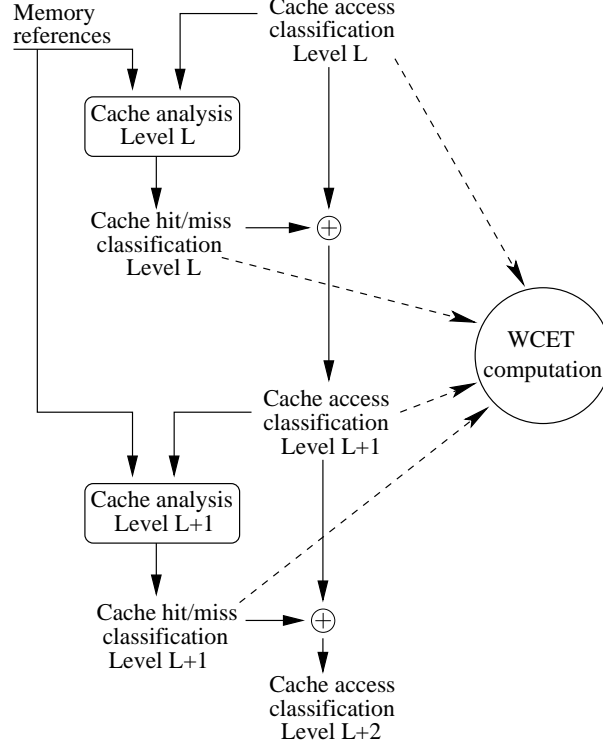 Memory
references
Cache access
classification
Level L
Cache analysis
Level L
Cache hit/miss
classification
Level L
+
WCET
computation
Cache access
classification
Level L+1
Cache analysis
Level L+1
Cache hit/miss
classification
Level L+1
+
Cache access
classification
Level L+2